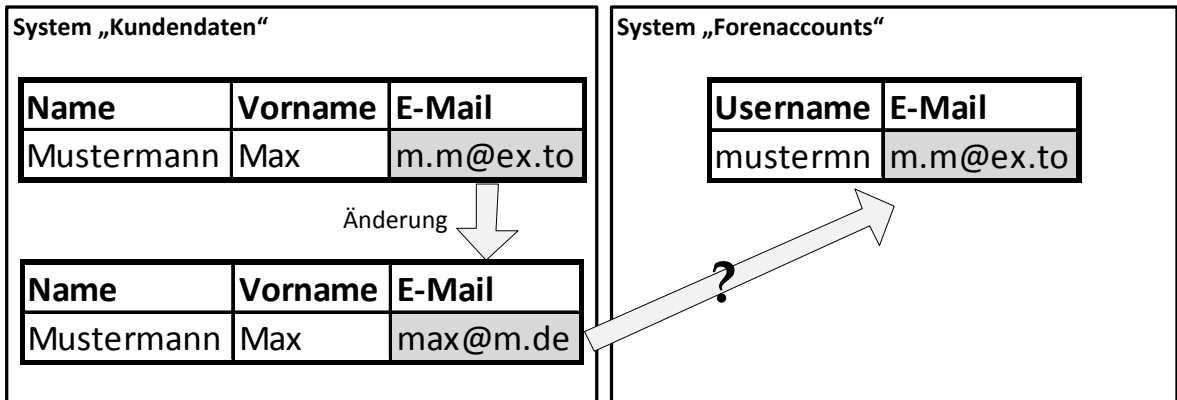 System „Kundendaten“
Name Vorname E-Mail
Mustermann Max m.m@ex.to
Änderung
Name Vorname E-Mail
Mustermann Max max@m.de
System „Forenaccounts“
Username E-Mail
mustermn m.m@ex.to
?